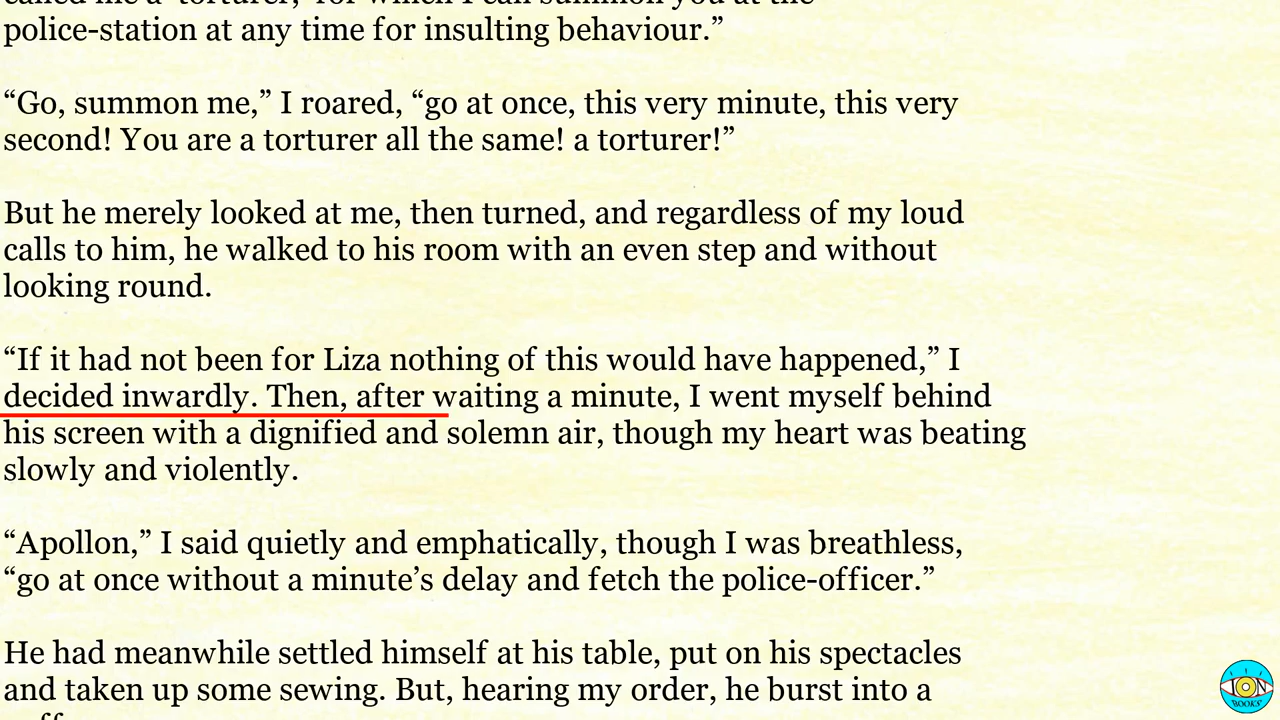 police-station at any time for insulting behaviour.”
“Go, summon me,” I roared, “go at once, this very minute, this very
second! You are a torturer all the same! a torturer!”
But he merely looked at me, then turned, and regardless of my loud
calls to him, he walked to his room with an even step and without
looking round.
“If it had not been for Liza nothing of this would have happened,” I
decided inwardly. Then, after waiting a minute, I went myself behind
his screen with a dignified and solemn air, though my heart was beating
slowly and violently.
“Apollon,” I said quietly and emphatically, though I was breathless,
“go at once without a minute’s delay and fetch the police-officer.”
He had meanwhile settled himself at his table, put on his spectacles
and taken up some sewing. But, hearing my order, he burst into a
ION
BOOKS